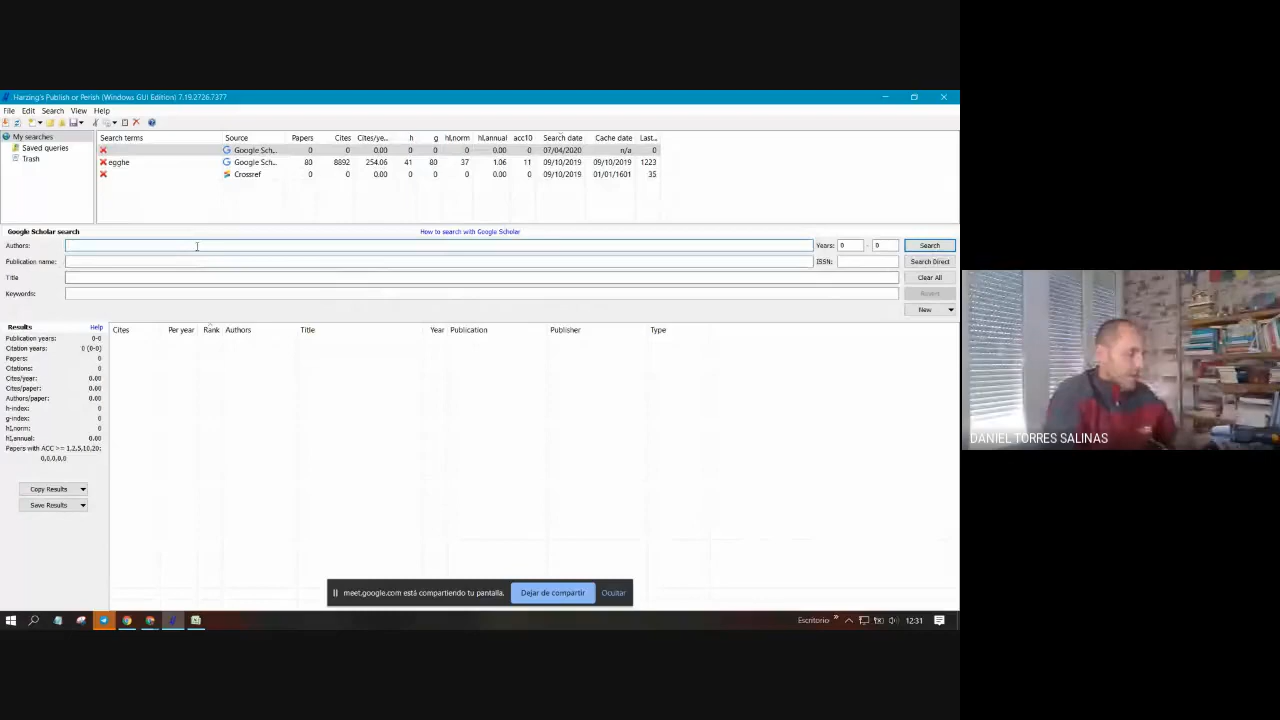 Harzing's Publish or Perish (Windows GUI Edition) 7.19.2726.7377
File Edit Search View Help
My searches
Saved queries
Trash
Search terms Source Papers Cites Cites/ye... h g hI,norm hI,annual acc10 Search date Cache date Last...
Google Sch... 0 0 0.00 0 0 0 0.00 0 07/04/2020 n/a 0
egghe Google Sch... 80 8892 254.06 41 80 37 1.06 11 09/10/2019 09/10/2019 1223
Crossref 0 0 0.00 0 0 0 0.00 0 09/10/2019 01/01/1601 35
Google Scholar search How to search with Google Scholar
Authors: Years: 0 - 0 Search
Publication name: ISSN: Search Direct
Title Clear All
Keywords: Revert
New
Results Help
Publication years: 0-0
Citation years: 0 (0-0)
Papers: 0
Citations: 0
Cites/year: 0.00
Cites/paper: 0.00
Authors/paper: 0.00
h-index: 0
g-index: 0
hI,norm: 0
hI,annual: 0.00
Papers with ACC >= 1,2,5,10,20:
0,0,0,0,0
Copy Results
Save Results
Cites Per year Rank Authors Title Year Publication Publisher Type
meet.google.com está compartiendo tu pantalla. Dejar de compartir Ocultar
Escritorio » 12:31
DANIEL TORRES SALINAS